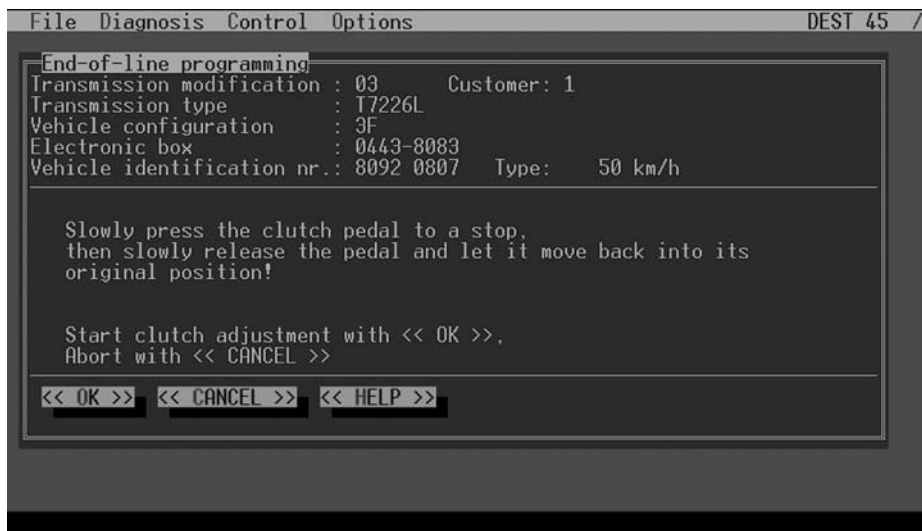 File Diagnosis Control Options DEST 45 /
End-of-line programming
Transmission modification : 03 Customer: 1
Transmission type : T7226L
Vehicle configuration : 3F
Electronic box : 0443-8083
Vehicle identification nr.: 8092 0807 Type: 50 km/h
Slowly press the clutch pedal to a stop,
then slowly release the pedal and let it move back into its
original position!
Start clutch adjustment with << OK >>,
Abort with << CANCEL >>
<< OK >> << CANCEL >> << HELP >>